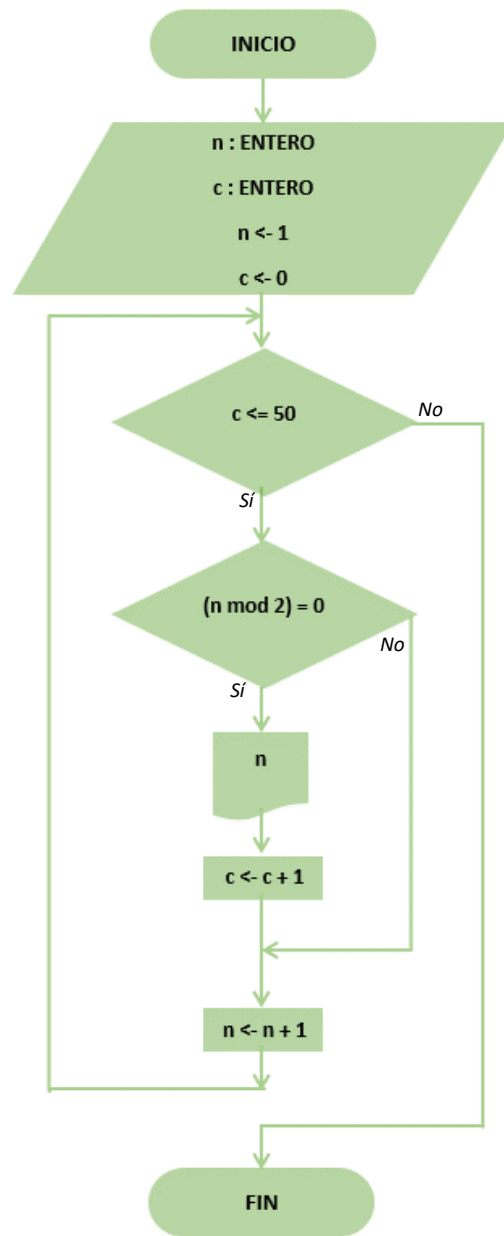 INICIO
n : ENTERO
c : ENTERO
n <- 1
c <- 0
c <= 50
No
Sí
(n mod 2) = 0
No
Sí
n
c <- c + 1
n <- n + 1
FIN